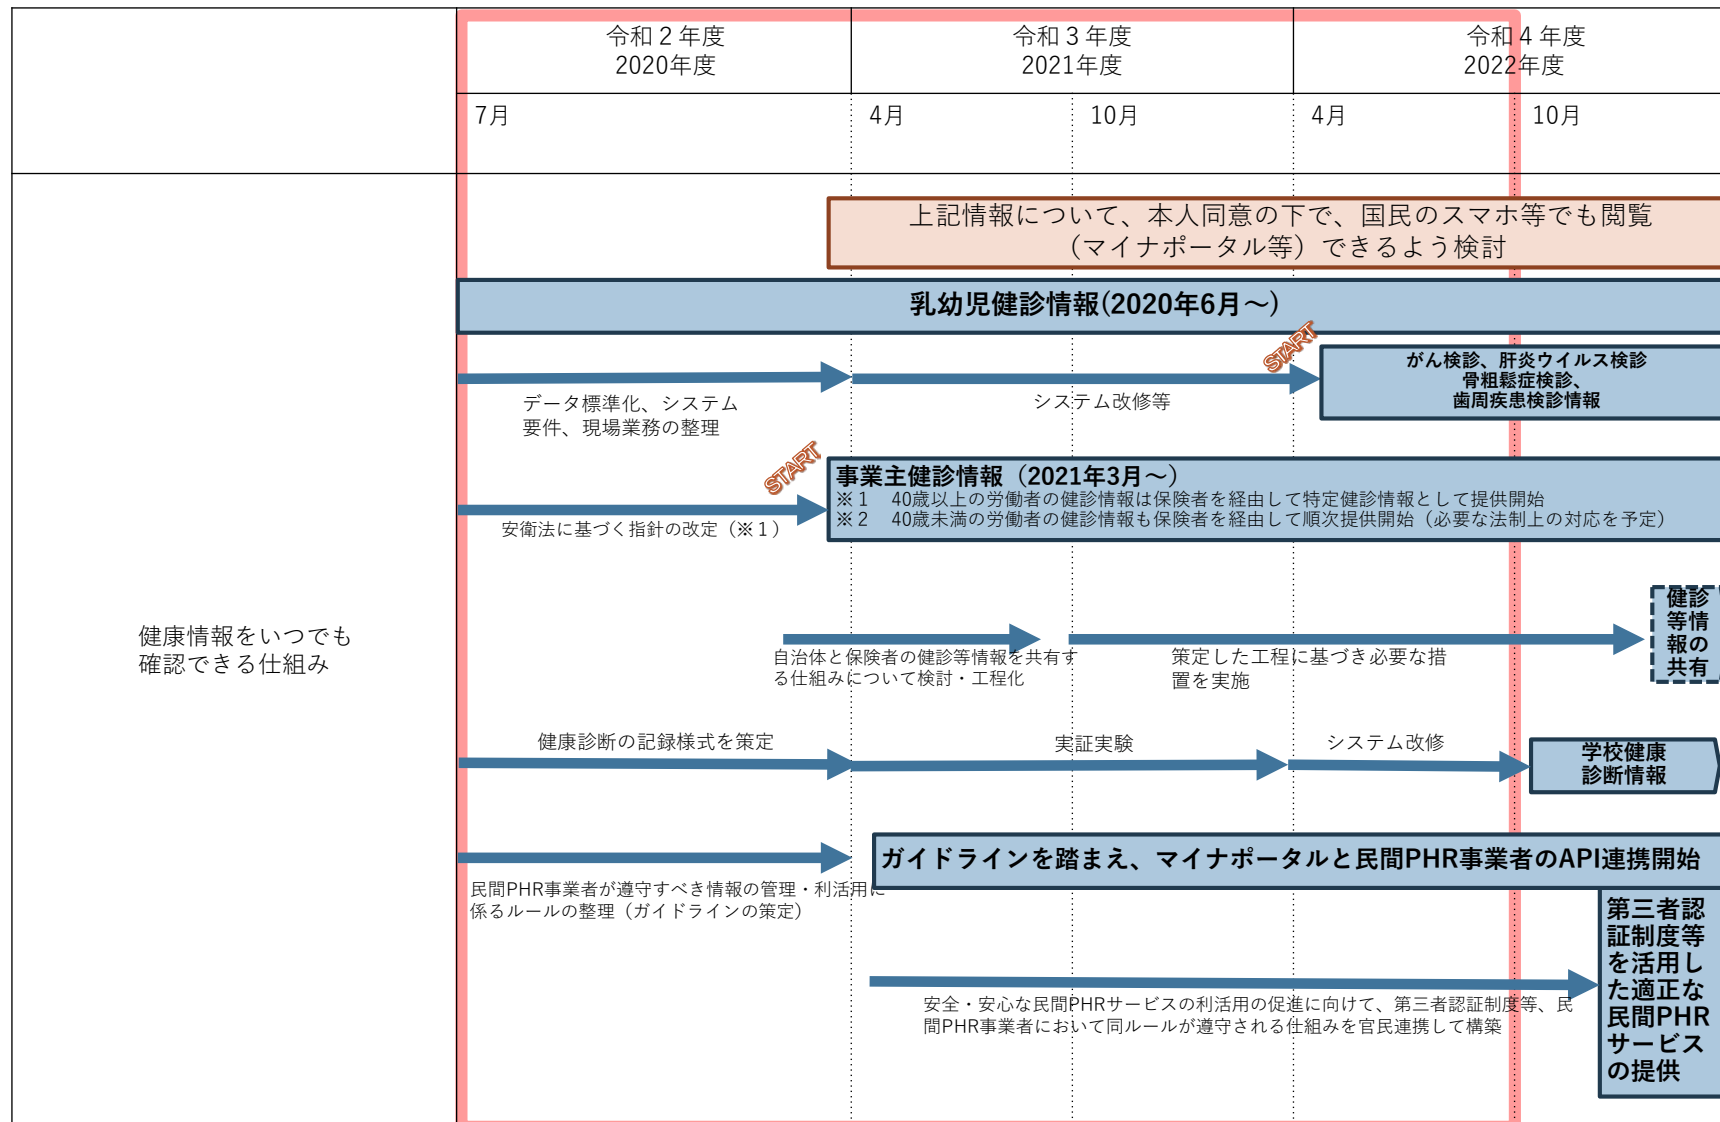 令和２年度
2020年度
令和３年度
2021年度
令和４年度
2022年度
7月
4月
10月
4月
10月
上記情報について、本人同意の下で、国民のスマホ等でも閲覧
（マイナポータル等）できるよう検討
乳幼児健診情報(2020年6月～)
START
データ標準化、システム
要件、現場業務の整理
システム改修等
がん検診、肝炎ウイルス検診
骨粗鬆症検診、
歯周疾患検診情報
START
安衛法に基づく指針の改定（※１）
事業主健診情報（2021年3月～）
※１　40歳以上の労働者の健診情報は保険者を経由して特定健診情報として提供開始
※２　40歳未満の労働者の健診情報も保険者を経由して順次提供開始（必要な法制上の対応を予定）
健康情報をいつでも
確認できる仕組み
自治体と保険者の健診等情報を共有す
る仕組みについて検討・工程化
策定した工程に基づき必要な措
置を実施
健診
等情
報の
共有
健康診断の記録様式を策定
実証実験
システム改修
学校健康
診断情報
民間PHR事業者が遵守すべき情報の管理・利活用に
係るルールの整理（ガイドラインの策定）
ガイドラインを踏まえ、マイナポータルと民間PHR事業者のAPI連携開始
安全・安心な民間PHRサービスの利活用の促進に向けて、第三者認証制度等、民
間PHR事業者において同ルールが遵守される仕組みを官民連携して構築
第三者認
証制度等
を活用し
た適正な
民間PHR
サービス
の提供